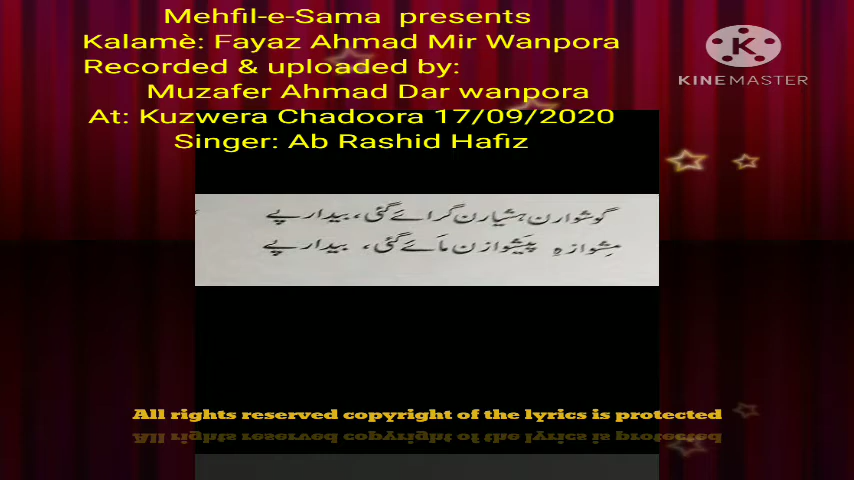 Mehfil-e-Sama presents
Kalamè: Fayaz Ahmad Mir Wanpora
Recorded & uploaded by:
Muzafer Ahmad Dar wanpora
At: Kuzwera Chadoora 17/09/2020
Singer: Ab Rashid Hafiz
KINEMASTER
گوشوارن ہشیارن گرائے گئی، بیدار پے
مشوازہِ پیشوازن مائے گئی، بیدار پے
All rights reserved copyright of the lyrics is protected